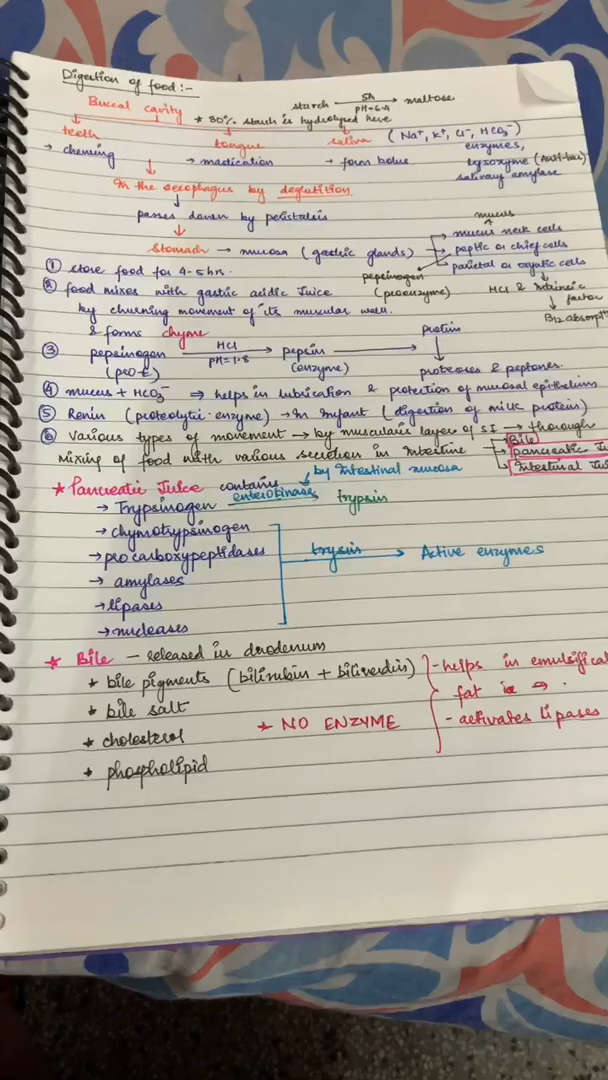 Digestion of food :-
Buccal cavity
starch SA → maltose
pH=6.4
* 30% starch is hydrolysed here
teeth
tongue
saliva (Na+, K+, Cl-, HCO3-)
→ chewing
→ mastication
→ form bolus
enzymes,
lysozyme (Anti-bac)
salivary amylase
In the oecophagus by deglutition
passes down by peristalsis
Stomach → mucosa (gastric glands)
mucus
mucus neck cells
peptic or chief cells
parietal or oxyntic cells
pepsinogen
(proenzyme)
HCl & Intrinsic
factor
B12 absorpt
① store food for 4-5 hrs.
② food mixes with gastric acidic Juice
by churning movement of its muscular wall.
& forms chyme
③ pepsinogen HCl → pepsin → protein
(pro E) pH=1.8 (enzyme)
proteoses & peptones.
④ mucus + HCO3- ⇒ helps in lubrication & protection of mucosal epithelium
⑤ Renin (proteolytic enzyme) → In Infant (digestion of milk protein)
⑥ various types of movement → by muscularis layer of SI → thorough
mixing of food with various secretion in Intestine
→ Bile
→ pancreatic Ju
→ Intestinal Jui
* Pancreatic Juice contains
by Intestinal mucosa
→ Trypsinogen enterokinase → trypsin
→ chymotrypsinogen
→ procarboxypeptidases trysin → Active enzymes
→ amylases
→ lipases
→ nucleases
* Bile - released in duodenum
* bile pigments (bilirubin + biliverdin)
* bile salt
* cholesterol
* phospholipid
* NO ENZYME
- helps in emulsificat
fat
- activates lipases